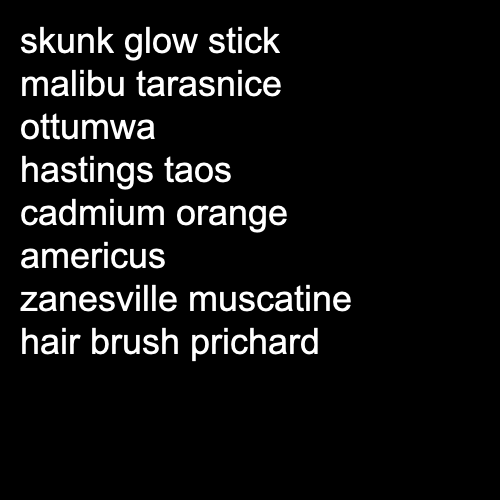 skunk glow stick
malibu tarasnice
ottumwa
hastings taos
cadmium orange
americus
zanesville muscatine
hair brush prichard